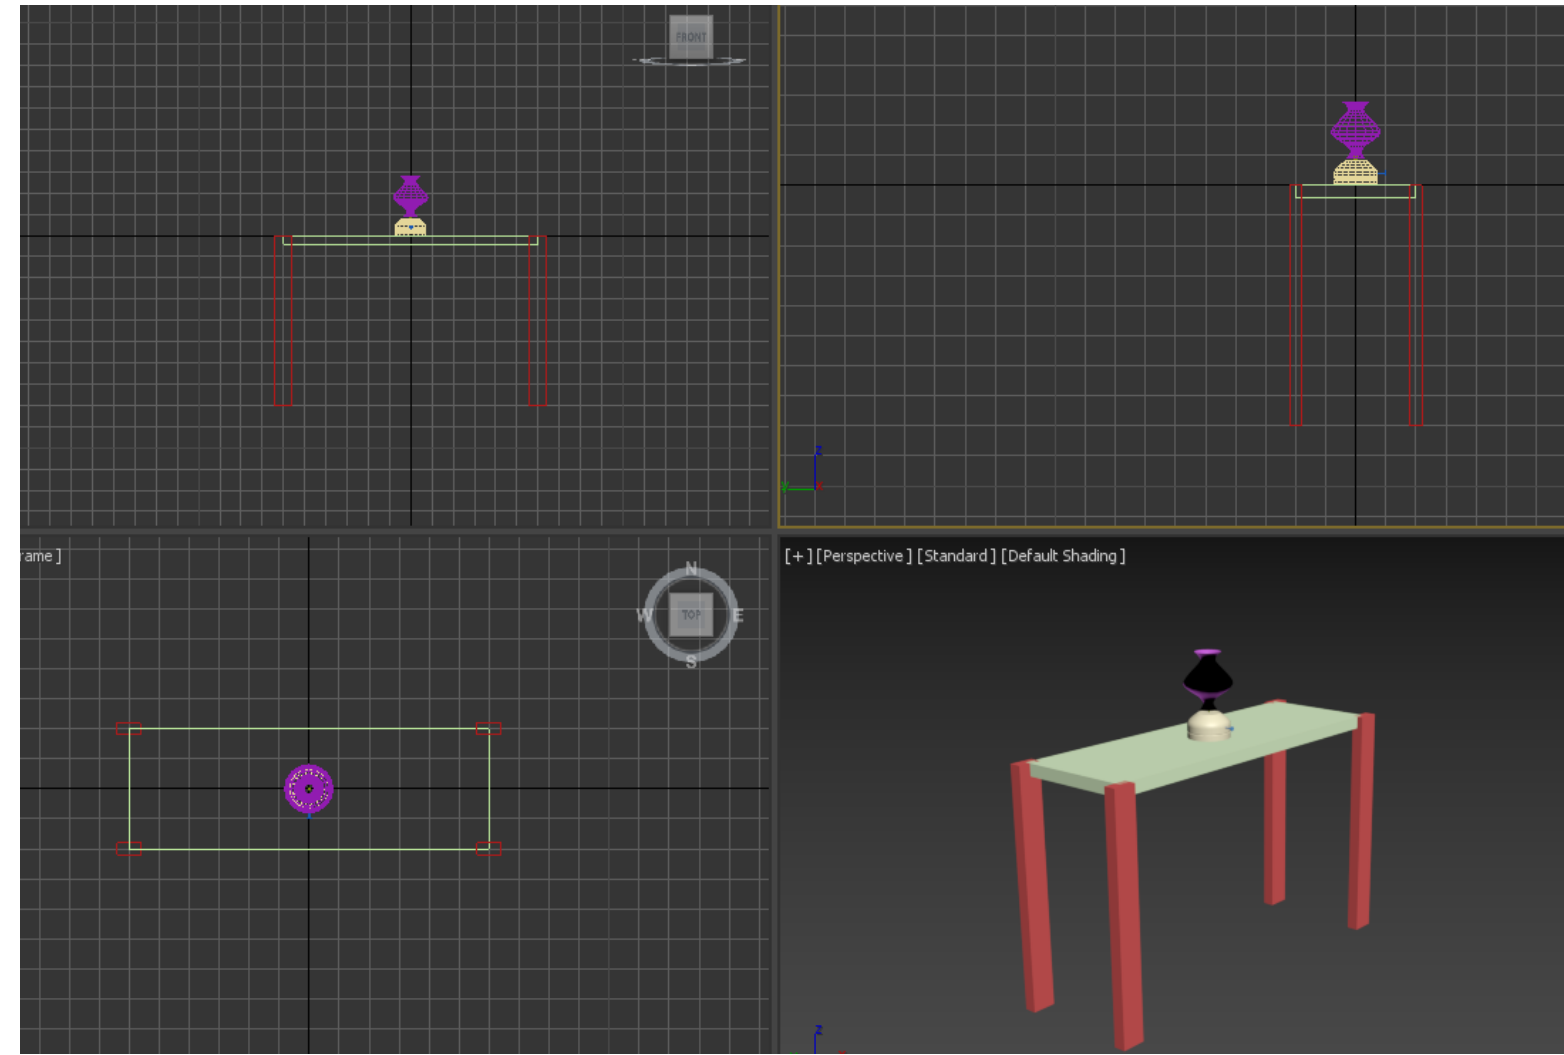 FRONT
z
y x
rame ]
N
W TOP E
S
[+] [Perspective ] [Standard ] [Default Shading ]
z